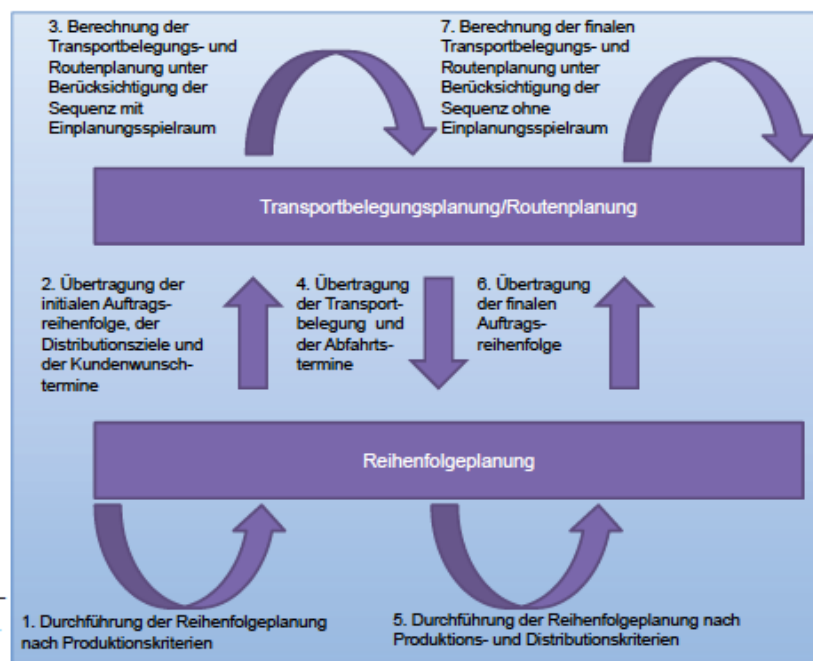 3. Berechnung der
Transportbelegungs- und
Routenplanung unter
Berücksichtigung der
Sequenz mit
Einplanungsspielraum
7. Berechnung der finalen
Transportbelegungs- und
Routenplanung unter
Berücksichtigung der
Sequenz ohne
Einplanungsspielraum
Transportbelegungsplanung/Routenplanung
2. Übertragung der
initialen Auftrags-
reihenfolge, der
Distributionsziele und
der Kundenwunsch-
termine
4. Übertragung
der Transport-
belegung und
der Abfahrts-
termine
6. Übertragung
der finalen
Auftrags-
reihenfolge
Reihenfolgeplanung
1. Durchführung der Reihenfolgeplanung
nach Produktionskriterien
5. Durchführung der Reihenfolgeplanung nach
Produktions- und Distributionskriterien